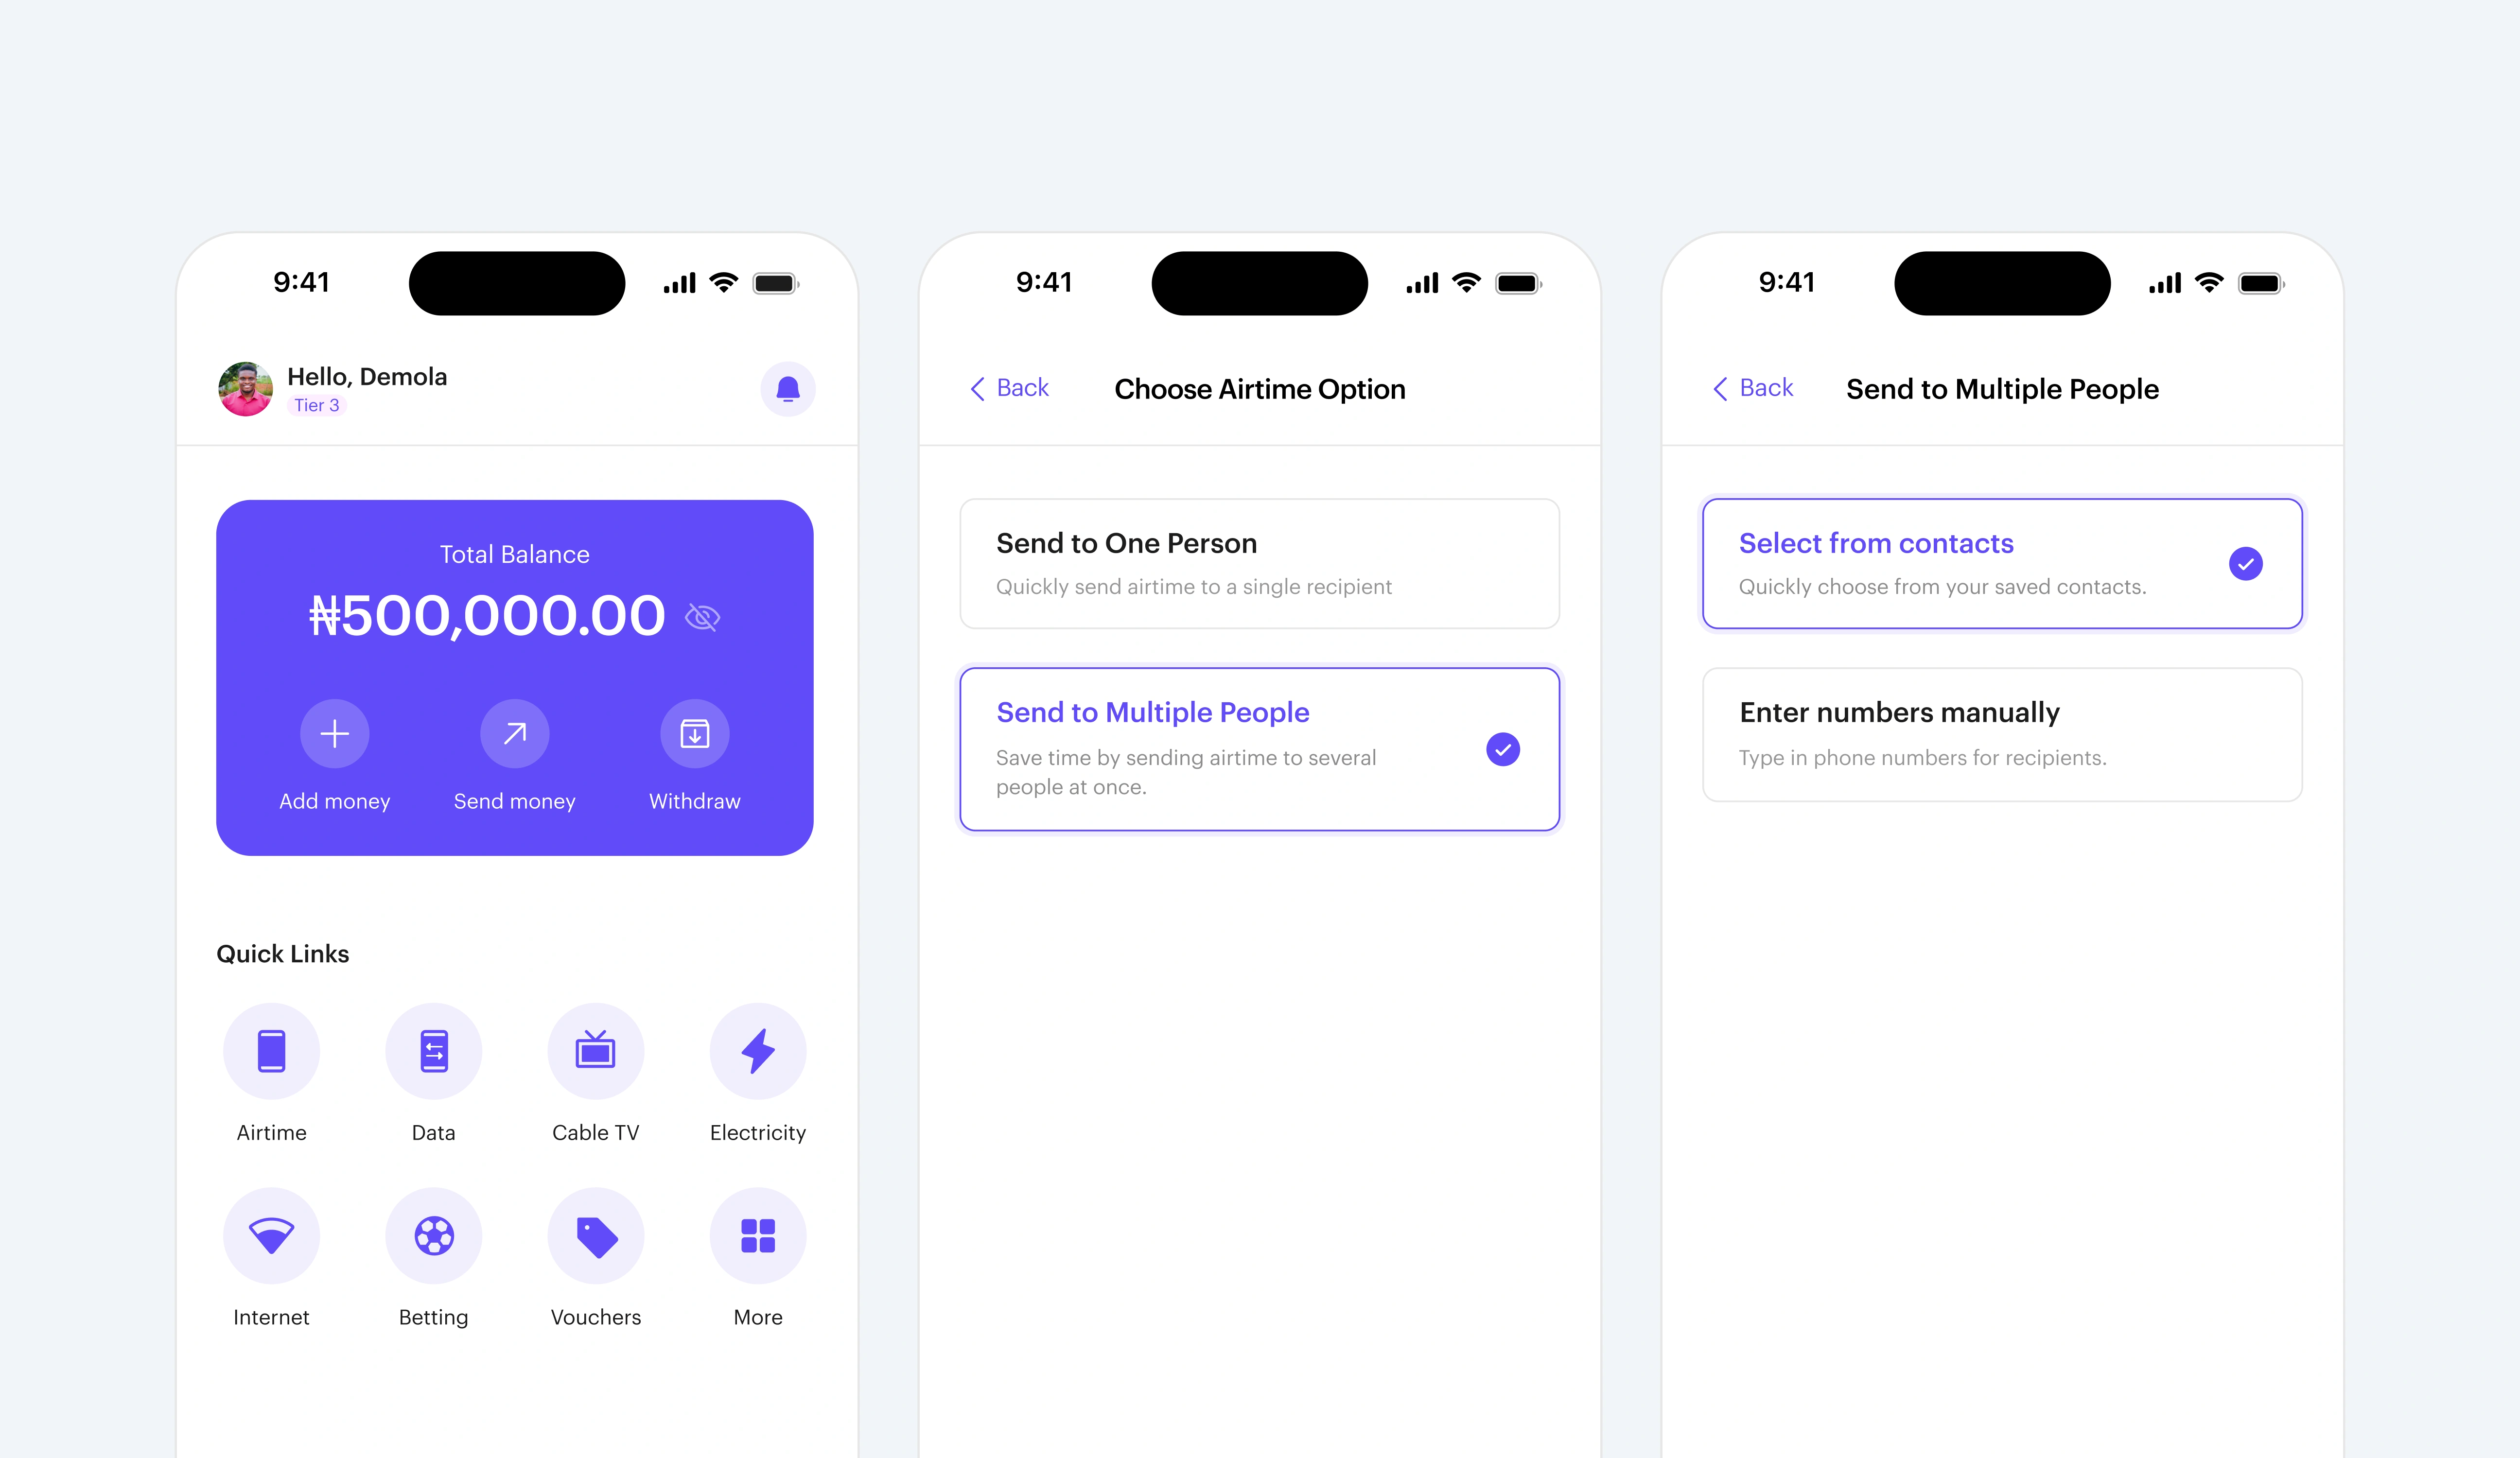 9:41
Hello, Demola
Tier 3
Total Balance
₦500,000.00
Add money
Send money
Withdraw
Quick Links
Airtime
Data
Cable TV
Electricity
Internet
Betting
Vouchers
More
9:41
Back
Choose Airtime Option
Send to One Person
Quickly send airtime to a single recipient
Send to Multiple People
Save time by sending airtime to several
people at once.
9:41
Back
Send to Multiple People
Select from contacts
Quickly choose from your saved contacts.
Enter numbers manually
Type in phone numbers for recipients.